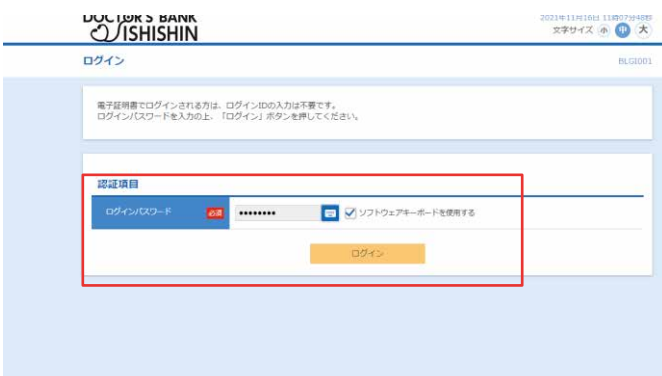 DOCTOR'S BANK
ISHISHIN
2021年11月16日 11時07分48秒
文字サイズ 小 中 大
ログイン
BLGI001
電子証明書でログインされる方は、ログインIDの入力は不要です。
ログインパスワードを入力の上、「ログイン」ボタンを押してください。
認証項目
ログインパスワード 必須 •••••••• ソフトウェアキーボードを使用する
ログイン